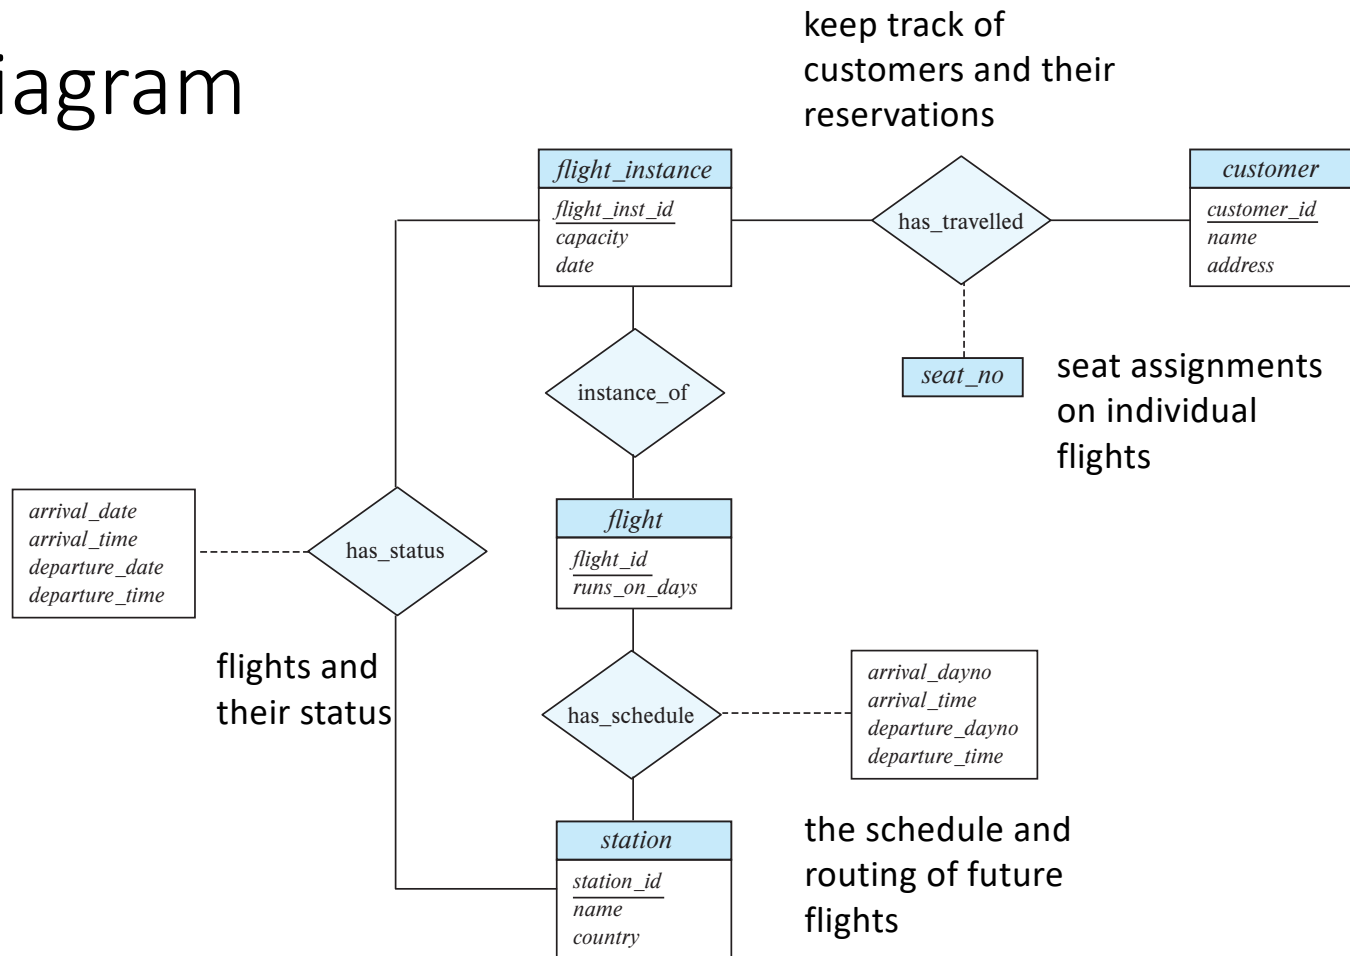 iagram
keep track of
customers and their
reservations
flight_instance
flight_inst_id
capacity
date
has_travelled
customer
customer_id
name
address
seat_no
seat assignments
on individual
flights
instance_of
arrival_date
arrival_time
departure_date
departure_time
has_status
flights and
their status
flight
flight_id
runs_on_days
has_schedule
arrival_dayno
arrival_time
departure_dayno
departure_time
station
station_id
name
country
the schedule and
routing of future
flights